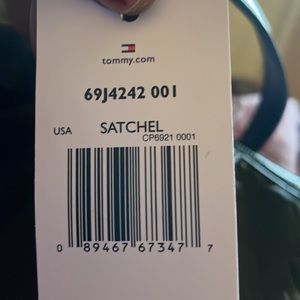 tommy.com
69J4242 001
USA SATCHEL
CP6921 0001
0 89467 67347 7